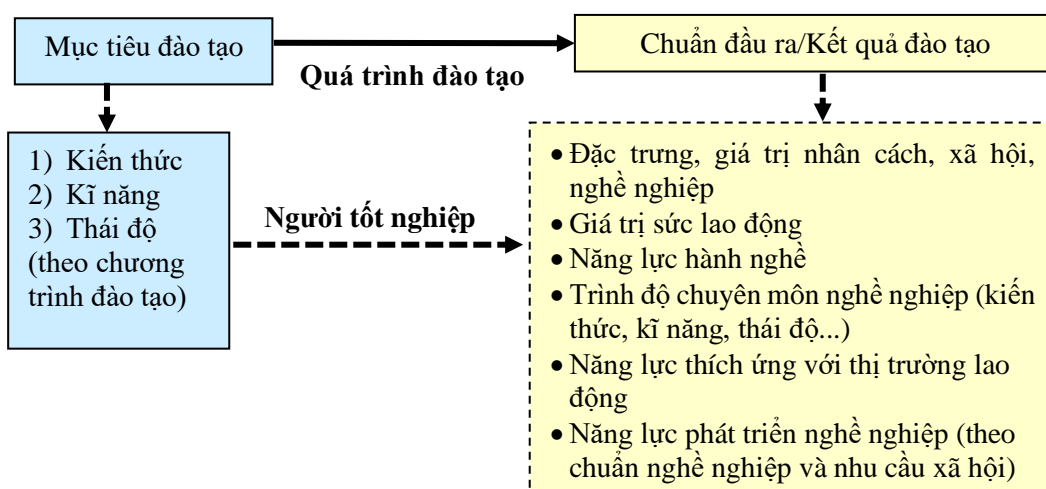 Mục tiêu đào tạo
Quá trình đào tạo
Chuẩn đầu ra/Kết quả đào tạo
1) Kiến thức
2) Kĩ năng
3) Thái độ
(theo chương
trình đào tạo)
Người tốt nghiệp
• Đặc trưng, giá trị nhân cách, xã hội,
nghề nghiệp
• Giá trị sức lao động
• Năng lực hành nghề
• Trình độ chuyên môn nghề nghiệp (kiến
thức, kĩ năng, thái độ...)
• Năng lực thích ứng với thị trường lao
động
• Năng lực phát triển nghề nghiệp (theo
chuẩn nghề nghiệp và nhu cầu xã hội)